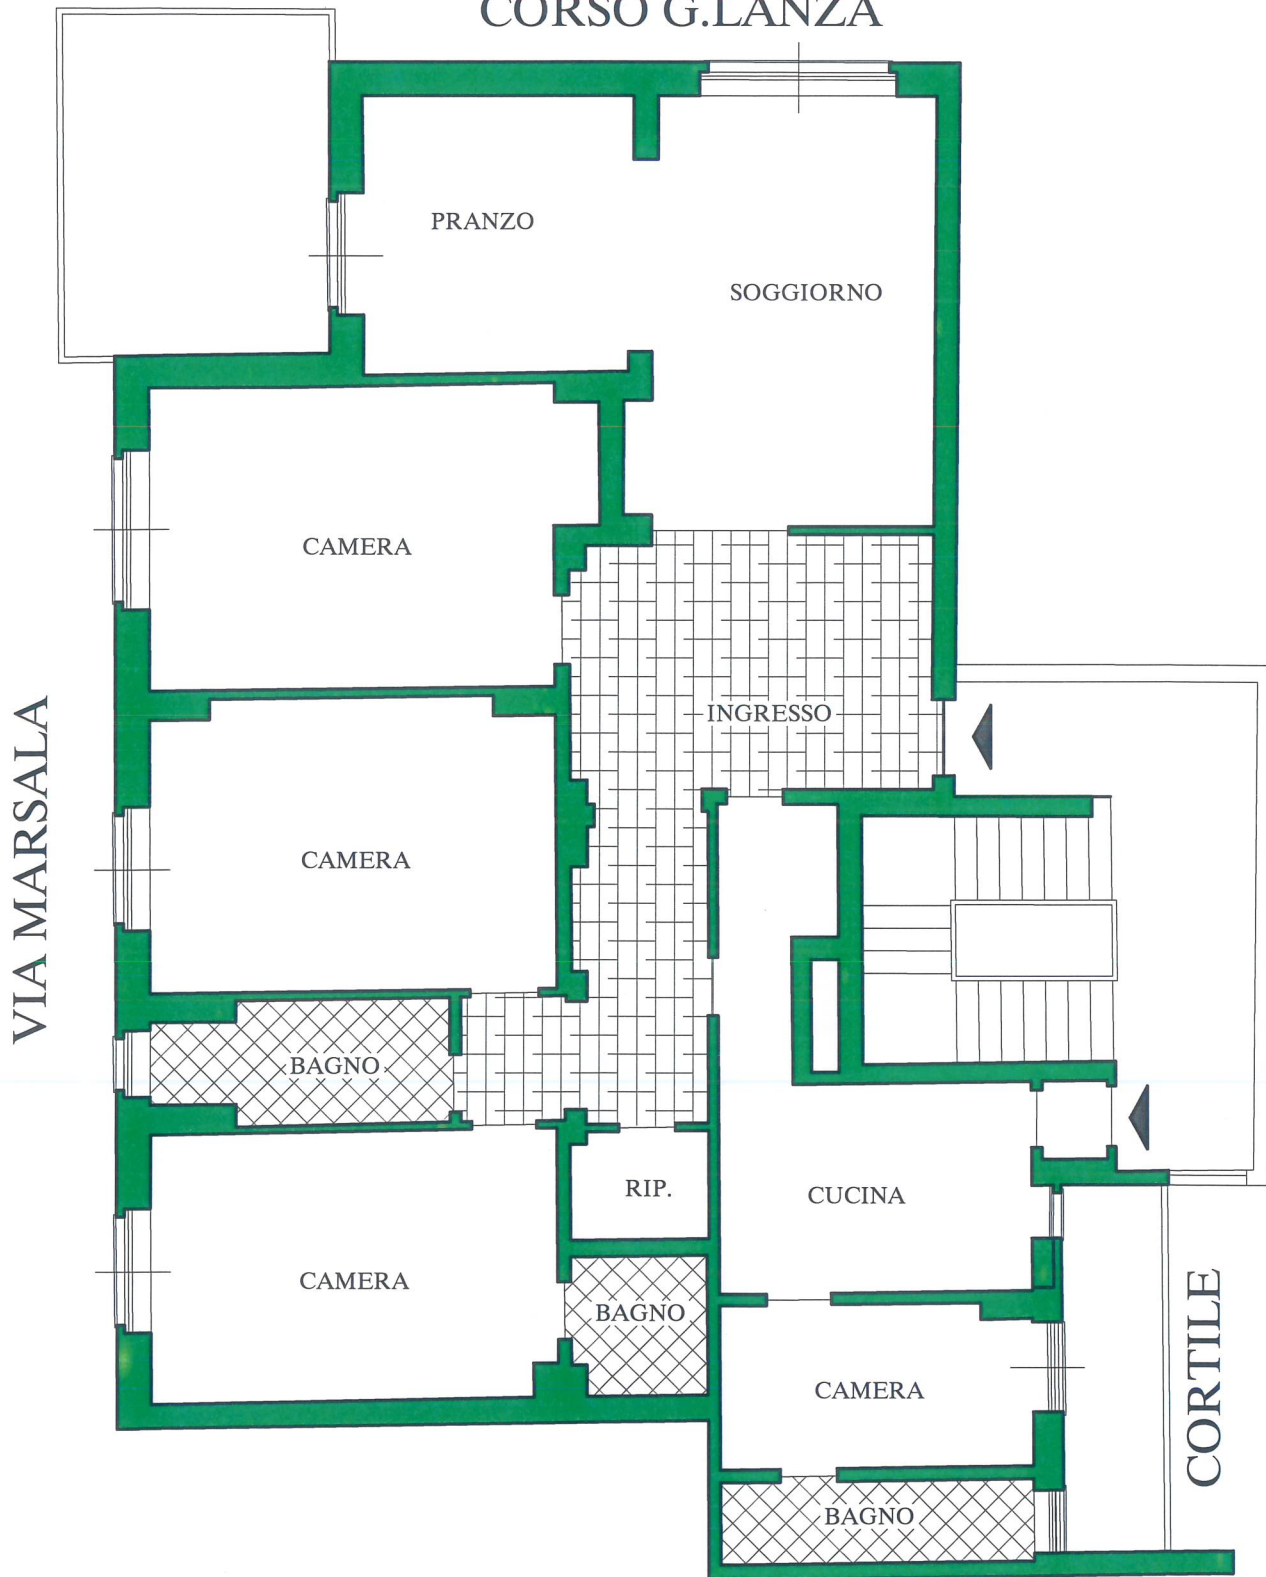 CORSO G.LANZA
PRANZO
SOGGIORNO
CAMERA
INGRESSO
VIA MARSALA
CAMERA
BAGNO
RIP.
CUCINA
CAMERA
BAGNO
CAMERA
CORTILE
BAGNO